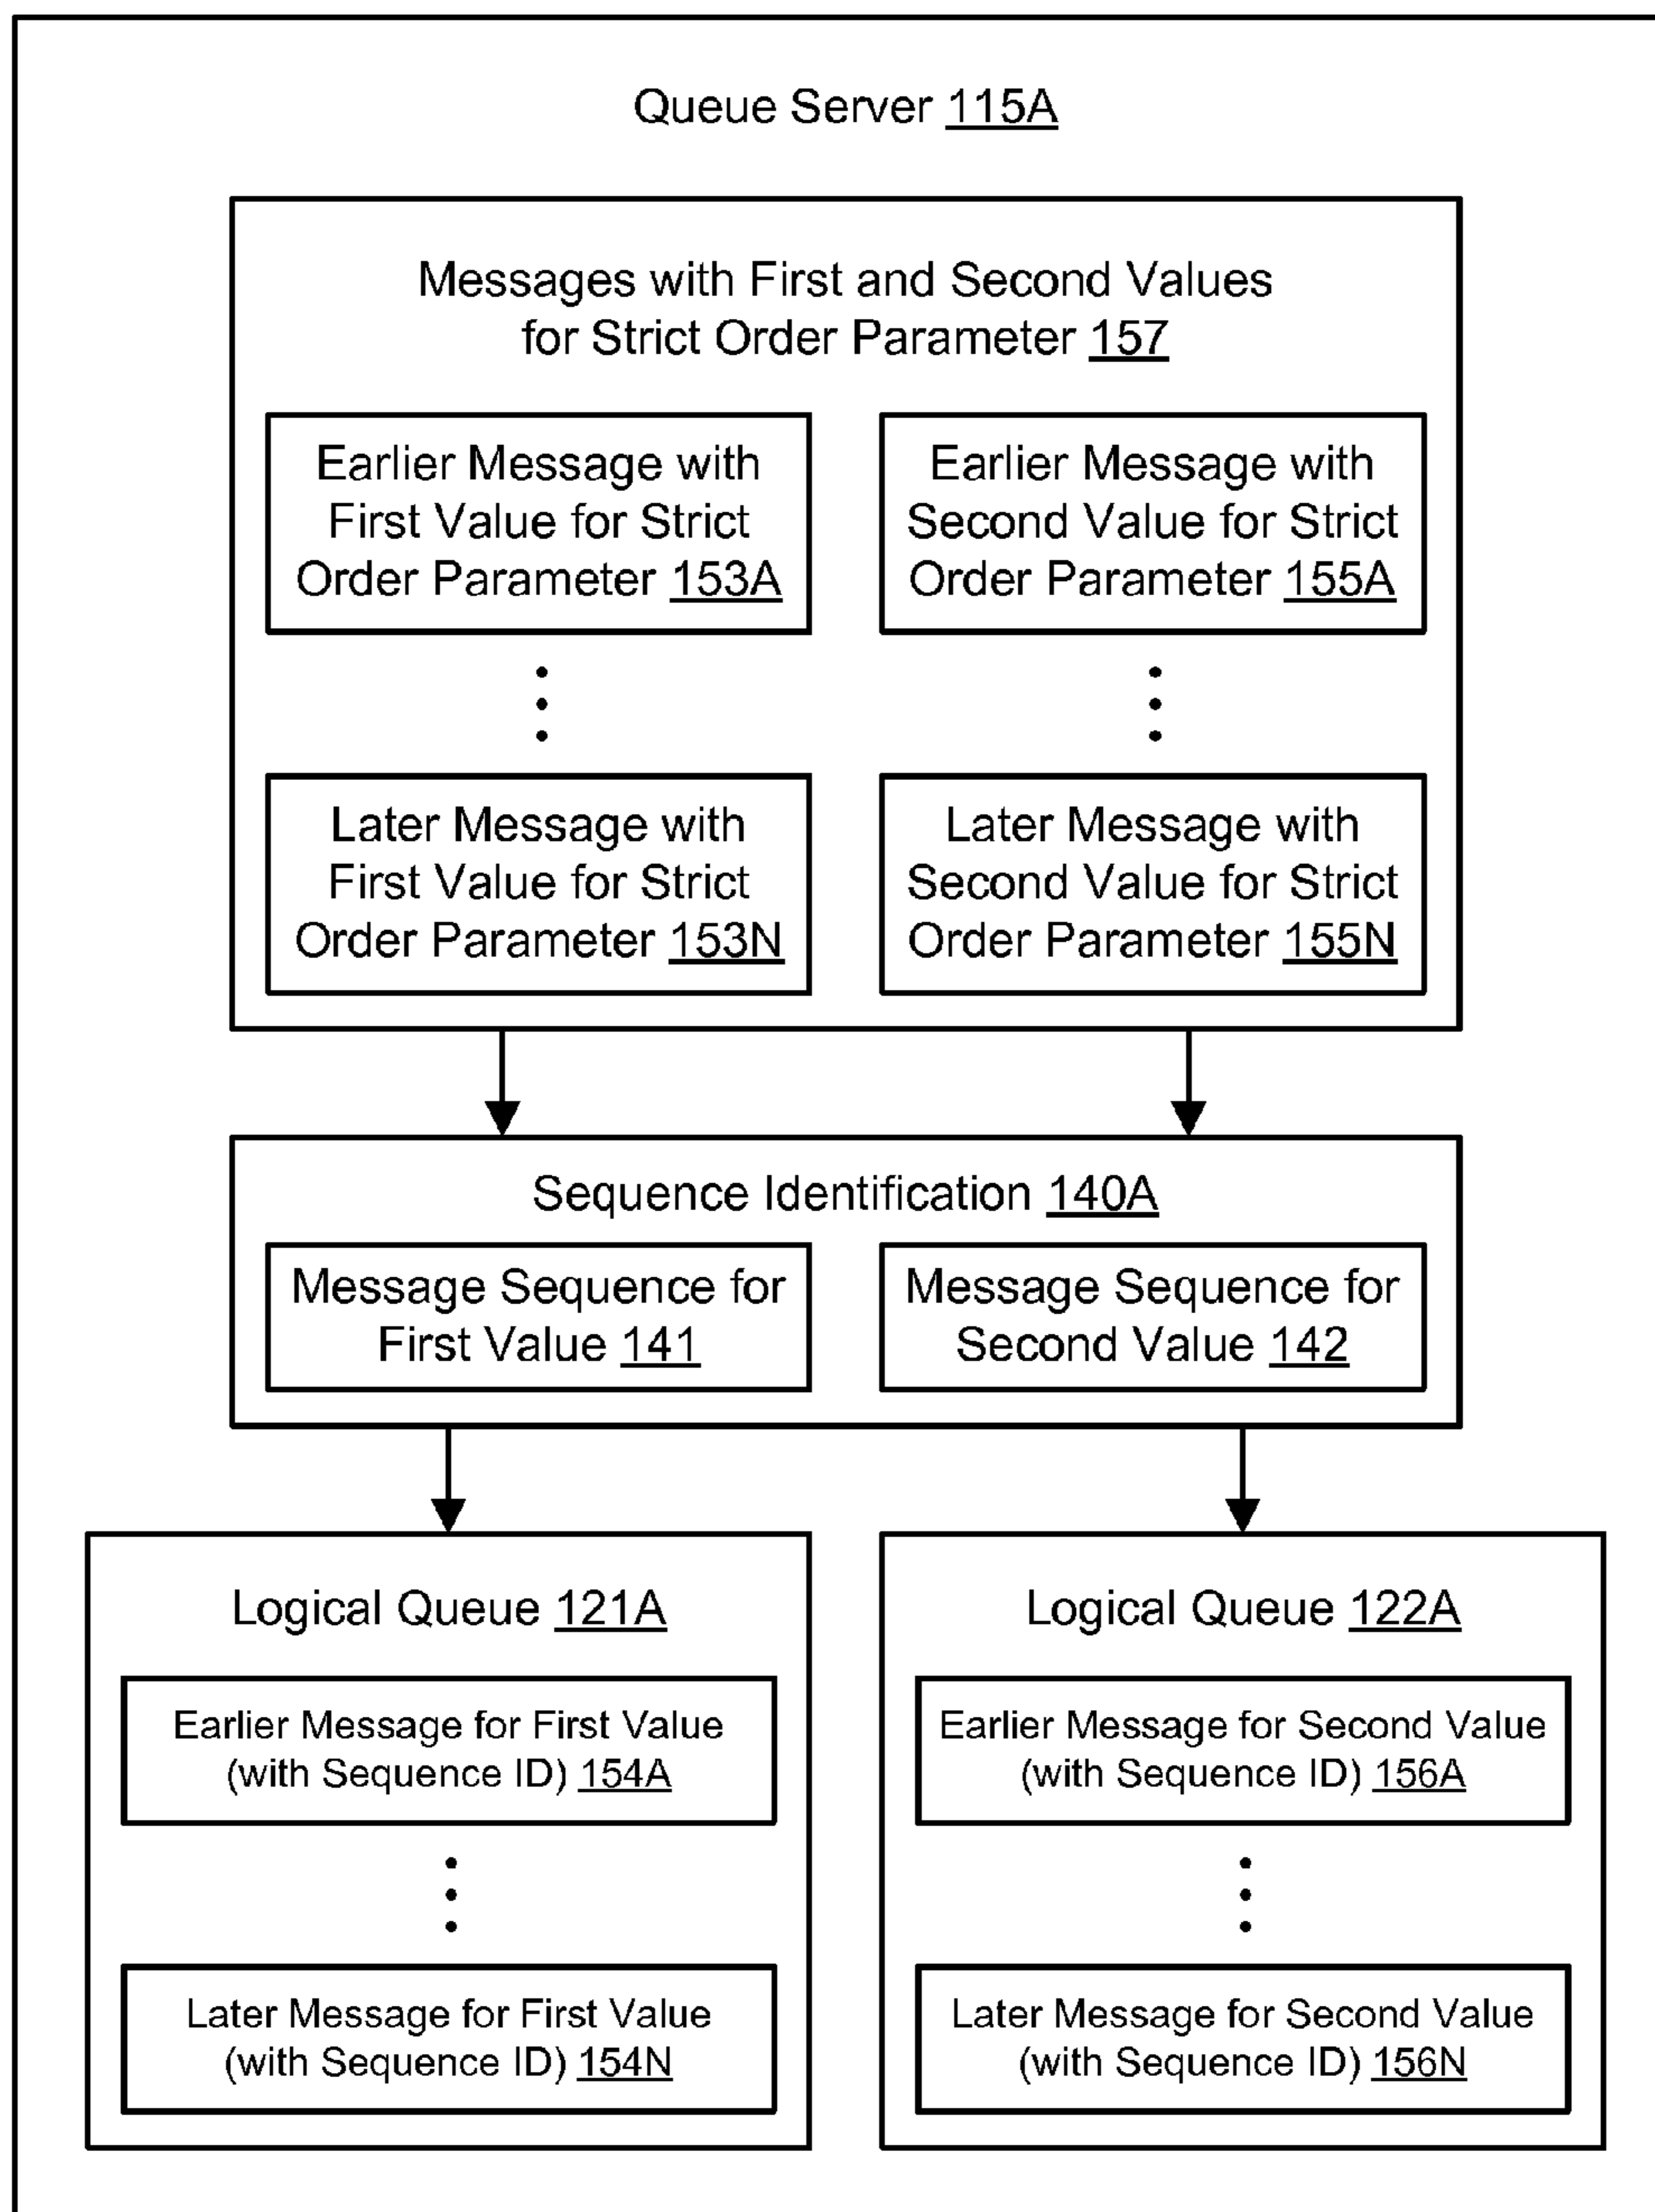 Queue Server 115A
Messages with First and Second Values
for Strict Order Parameter 157
Earlier Message with
First Value for Strict
Order Parameter 153A
Earlier Message with
Second Value for Strict
Order Parameter 155A
Later Message with
First Value for Strict
Order Parameter 153N
Later Message with
Second Value for Strict
Order Parameter 155N
Sequence Identification 140A
Message Sequence for
First Value 141
Message Sequence for
Second Value 142
Logical Queue 121A
Earlier Message for First Value
(with Sequence ID) 154A
Later Message for First Value
(with Sequence ID) 154N
Logical Queue 122A
Earlier Message for Second Value
(with Sequence ID) 156A
Later Message for Second Value
(with Sequence ID) 156N